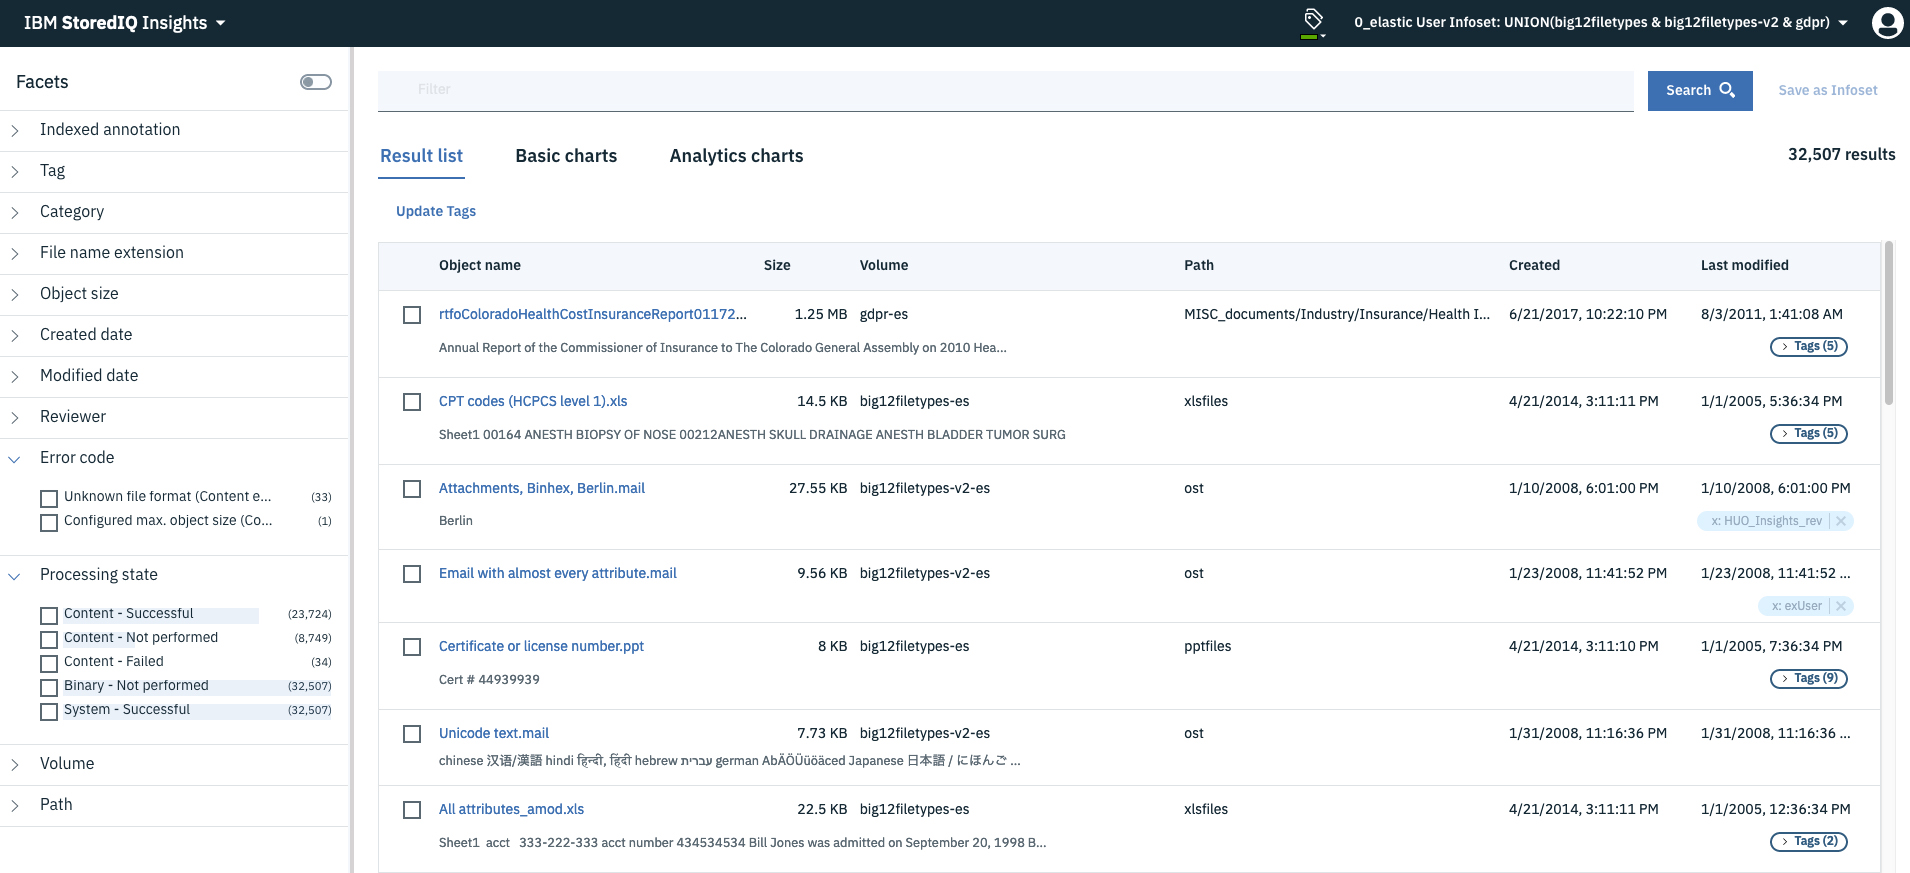 IBM StoredIQ Insights
0_elastic User Infoset: UNION(big12filetypes & big12filetypes-v2 & gdpr)
Facets
Filter
Search
Save as Infoset
Indexed annotation
Tag
Category
File name extension
Object size
Created date
Modified date
Reviewer
Error code
Unknown file format (Content e... (33)
Configured max. object size (Co... (1)
Processing state
Content - Successful (23,724)
Content - Not performed (8,749)
Content - Failed (34)
Binary - Not performed (32,507)
System - Successful (32,507)
Volume
Path
Result list Basic charts Analytics charts
32,507 results
Update Tags
Object name Size Volume Path Created Last modified
rtfoColoradoHealthCostInsuranceReport01172... 1.25 MB gdpr-es MISC_documents/Industry/Insurance/Health I... 6/21/2017, 10:22:10 PM 8/3/2011, 1:41:08 AM
Annual Report of the Commissioner of Insurance to The Colorado General Assembly on 2010 Hea...
Tags (5)
CPT codes (HCPCS level 1).xls 14.5 KB big12filetypes-es xlsfiles 4/21/2014, 3:11:11 PM 1/1/2005, 5:36:34 PM
Sheet1 00164 ANESTH BIOPSY OF NOSE 00212ANESTH SKULL DRAINAGE ANESTH BLADDER TUMOR SURG
Tags (5)
Attachments, Binhex, Berlin.mail 27.55 KB big12filetypes-v2-es ost 1/10/2008, 6:01:00 PM 1/10/2008, 6:01:00 PM
Berlin
x: HUO_Insights_rev
Email with almost every attribute.mail 9.56 KB big12filetypes-v2-es ost 1/23/2008, 11:41:52 PM 1/23/2008, 11:41:52 ...
x: exUser
Certificate or license number.ppt 8 KB big12filetypes-es pptfiles 4/21/2014, 3:11:10 PM 1/1/2005, 7:36:34 PM
Cert # 44939939
Tags (9)
Unicode text.mail 7.73 KB big12filetypes-v2-es ost 1/31/2008, 11:16:36 PM 1/31/2008, 11:16:36 ...
chinese 汉语/漢語 hindi हिन्दी, हिंदी hebrew עברית german AbÄÖÜüöäced Japanese 日本語 / にほんご ...
All attributes_amod.xls 22.5 KB big12filetypes-es xlsfiles 4/21/2014, 3:11:11 PM 1/1/2005, 12:36:34 PM
Sheet1 acct 333-222-333 acct number 434534534 Bill Jones was admitted on September 20, 1998 B...
Tags (2)